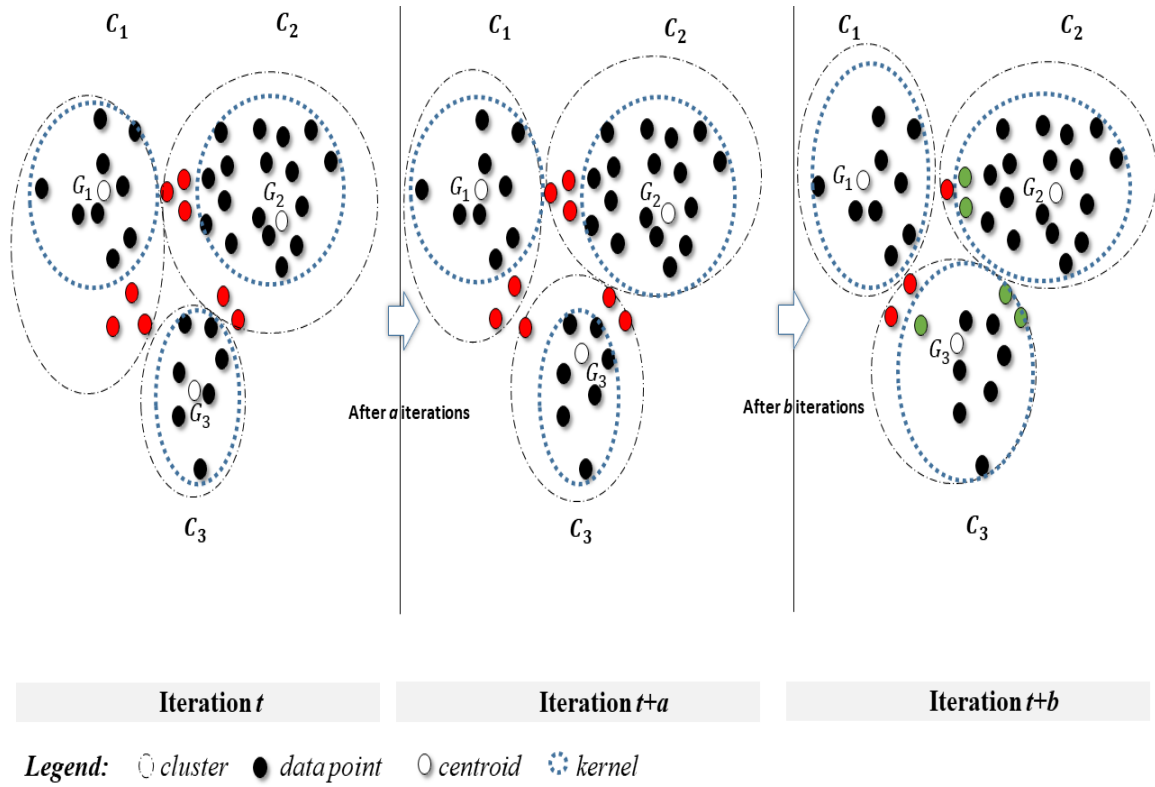 C₁ C₂ C₁ C₂ C₁ C₂
G₁ G₂ G₁ G₂ G₁ G₂
G₃ G₃ G₃
After a iterations After b iterations
C₃ C₃ C₃
Iteration t Iteration t+a Iteration t+b
Legend: cluster data point centroid kernel